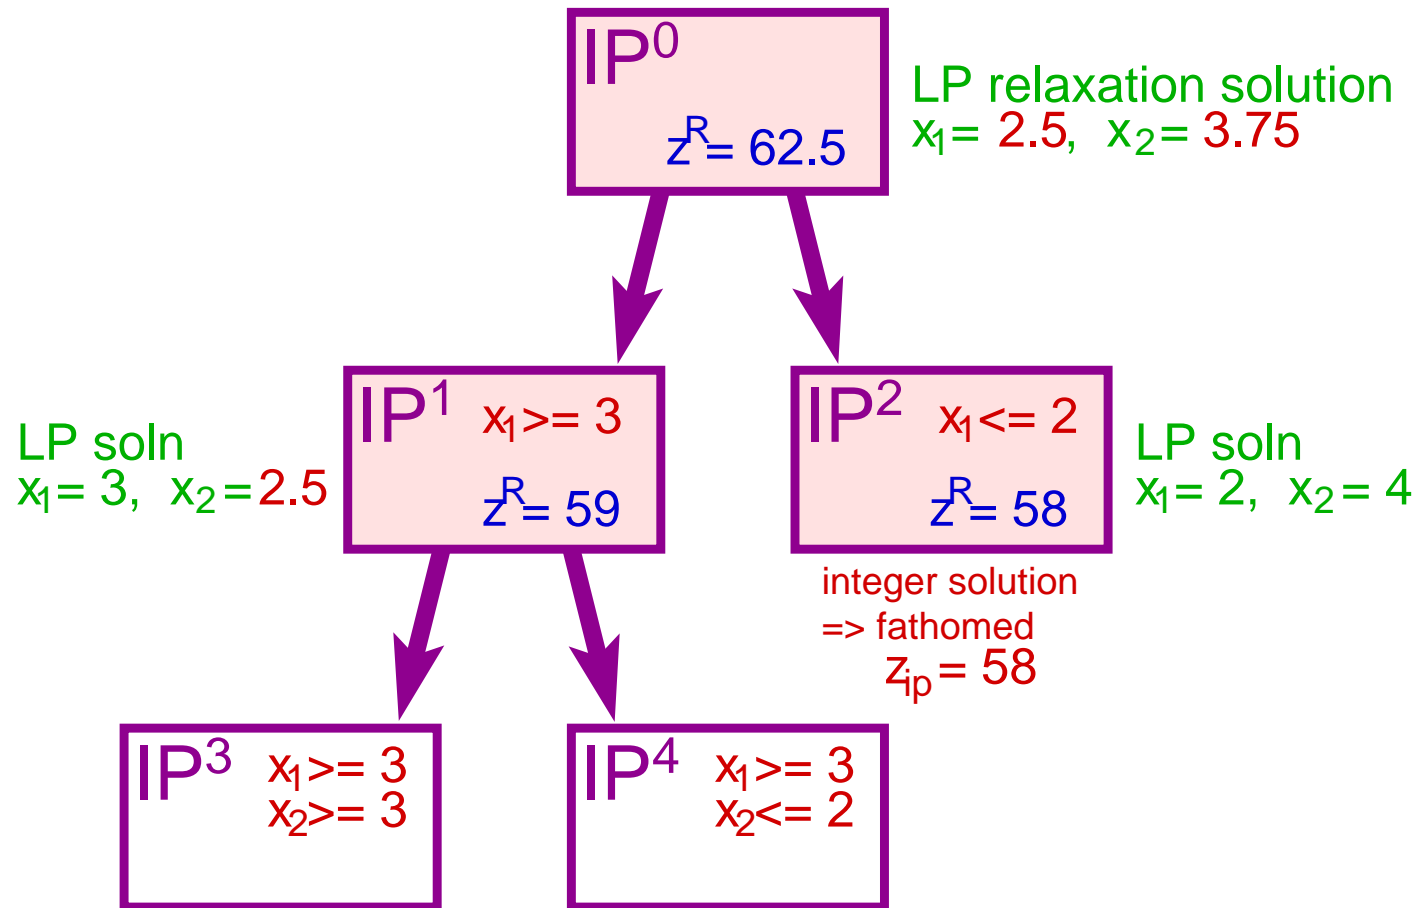 IP⁰
zᴿ = 62.5
LP relaxation solution
x₁ = 2.5, x₂ = 3.75
IP¹ x₁ >= 3
zᴿ = 59
LP soln
x₁ = 3, x₂ = 2.5
IP² x₁ <= 2
zᴿ = 58
LP soln
x₁ = 2, x₂ = 4
integer solution
=> fathomed
z_ip = 58
IP³ x₁ >= 3
x₂ >= 3
IP⁴ x₁ >= 3
x₂ <= 2